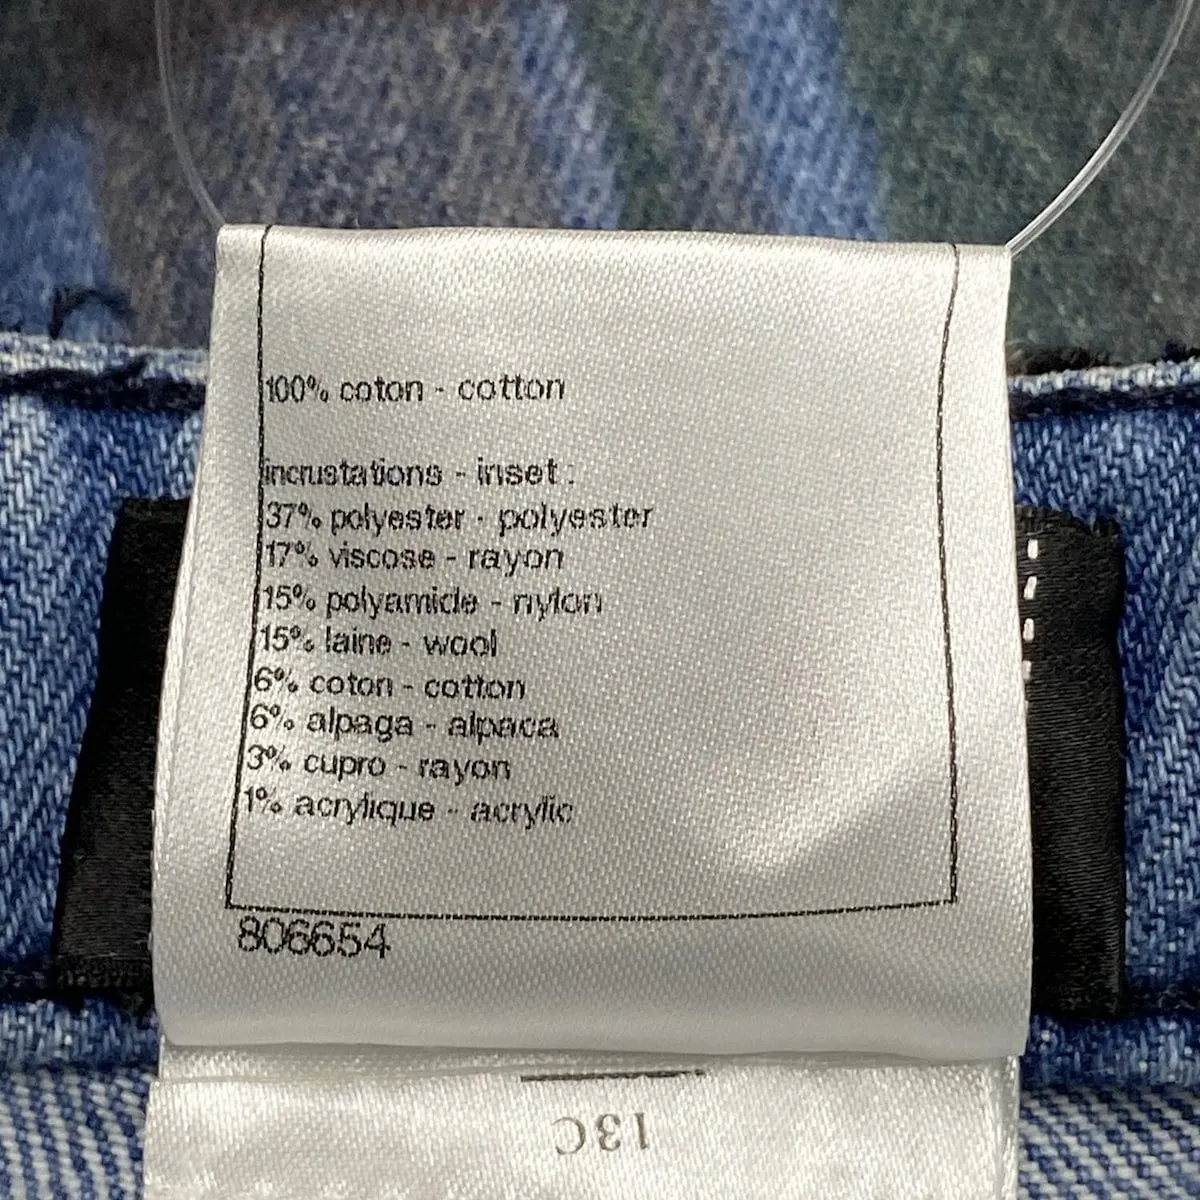 100% coton - cotton
incrustations - inset :
37% polyester - polyester
17% viscose - rayon
15% polyamide - nylon
15% laine - wool
6% coton - cotton
6% alpaga - alpaca
3% cupro - rayon
1% acrylique - acrylic
806654
13C